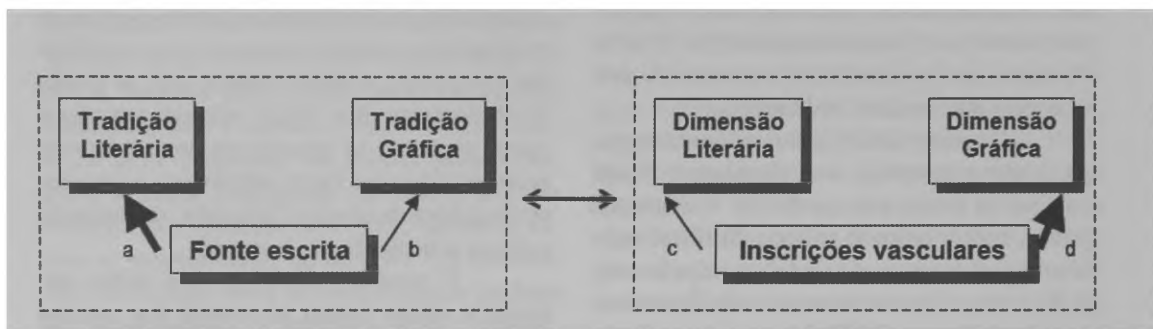 Tradição
Literária
Tradição
Gráfica
Dimensão
Literária
Dimensão
Gráfica
a
Fonte escrita
b
c
Inscrições vasculares
d